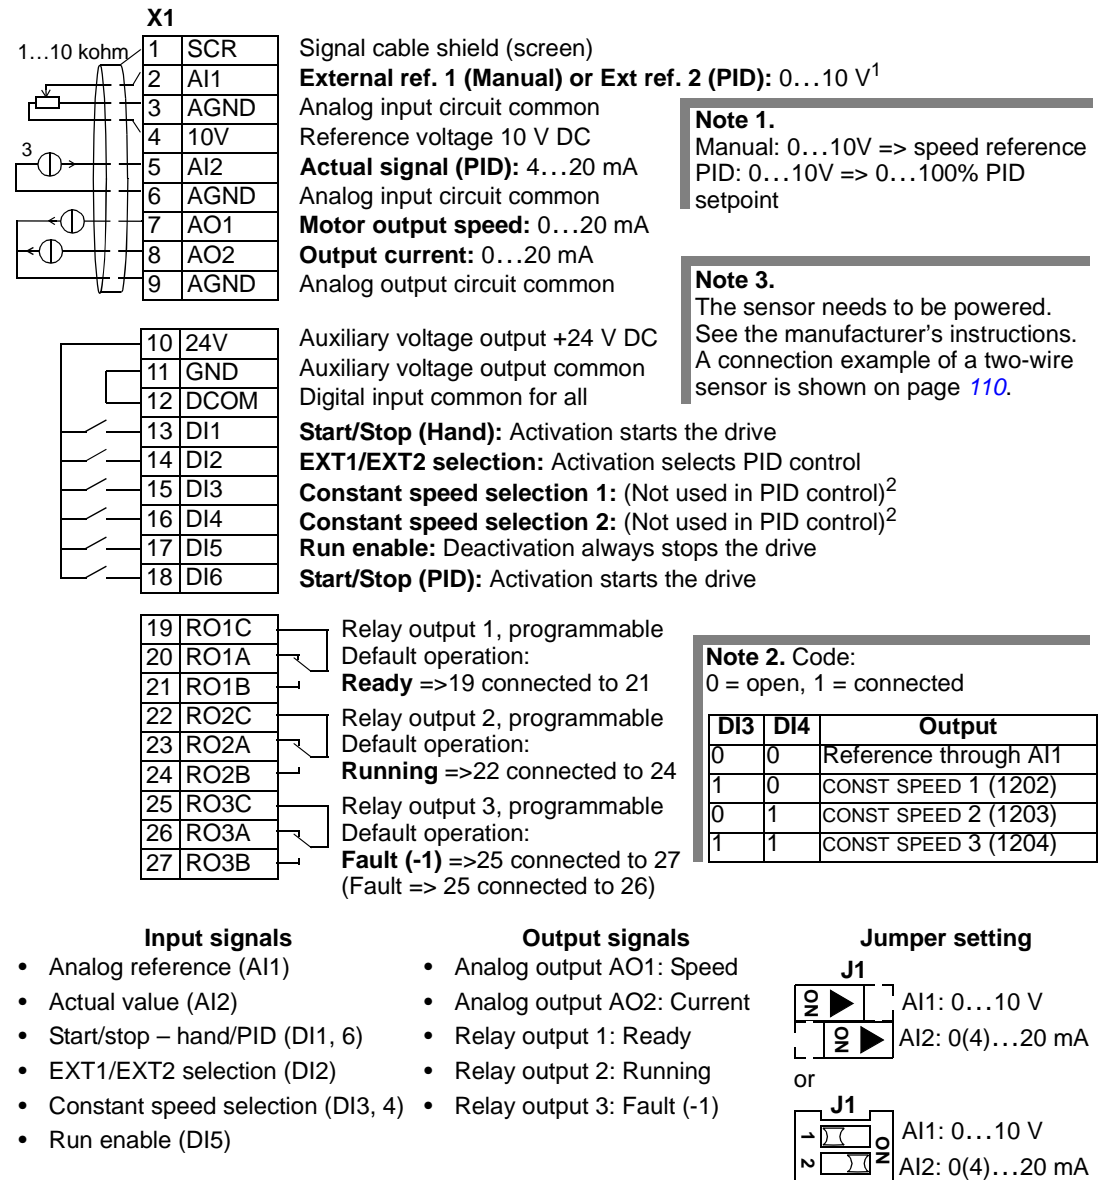 X1
1…10 kohm
1 SCR Signal cable shield (screen)
2 AI1 External ref. 1 (Manual) or Ext ref. 2 (PID): 0…10 V1
3 AGND Analog input circuit common
4 10V Reference voltage 10 V DC
3
5 AI2 Actual signal (PID): 4…20 mA
6 AGND Analog input circuit common
7 AO1 Motor output speed: 0…20 mA
8 AO2 Output current: 0…20 mA
9 AGND Analog output circuit common
Note 1.
Manual: 0…10V => speed reference
PID: 0…10V => 0…100% PID
setpoint
Note 3.
The sensor needs to be powered.
See the manufacturer’s instructions.
A connection example of a two-wire
sensor is shown on page 110.
10 24V Auxiliary voltage output +24 V DC
11 GND Auxiliary voltage output common
12 DCOM Digital input common for all
13 DI1 Start/Stop (Hand): Activation starts the drive
14 DI2 EXT1/EXT2 selection: Activation selects PID control
15 DI3 Constant speed selection 1: (Not used in PID control)2
16 DI4 Constant speed selection 2: (Not used in PID control)2
17 DI5 Run enable: Deactivation always stops the drive
18 DI6 Start/Stop (PID): Activation starts the drive
19 RO1C Relay output 1, programmable
20 RO1A Default operation:
21 RO1B Ready =>19 connected to 21
22 RO2C Relay output 2, programmable
23 RO2A Default operation:
24 RO2B Running =>22 connected to 24
25 RO3C Relay output 3, programmable
26 RO3A Default operation:
27 RO3B Fault (-1) =>25 connected to 27
(Fault => 25 connected to 26)
Note 2. Code:
0 = open, 1 = connected
DI3 DI4 Output
0 0 Reference through AI1
1 0 CONST SPEED 1 (1202)
0 1 CONST SPEED 2 (1203)
1 1 CONST SPEED 3 (1204)
Input signals
• Analog reference (AI1)
• Actual value (AI2)
• Start/stop – hand/PID (DI1, 6)
• EXT1/EXT2 selection (DI2)
• Constant speed selection (DI3, 4)
• Run enable (DI5)
Output signals
• Analog output AO1: Speed
• Analog output AO2: Current
• Relay output 1: Ready
• Relay output 2: Running
• Relay output 3: Fault (-1)
Jumper setting
J1
ON AI1: 0…10 V
ON AI2: 0(4)…20 mA
or
J1
1 AI1: 0…10 V
ON
2 AI2: 0(4)…20 mA